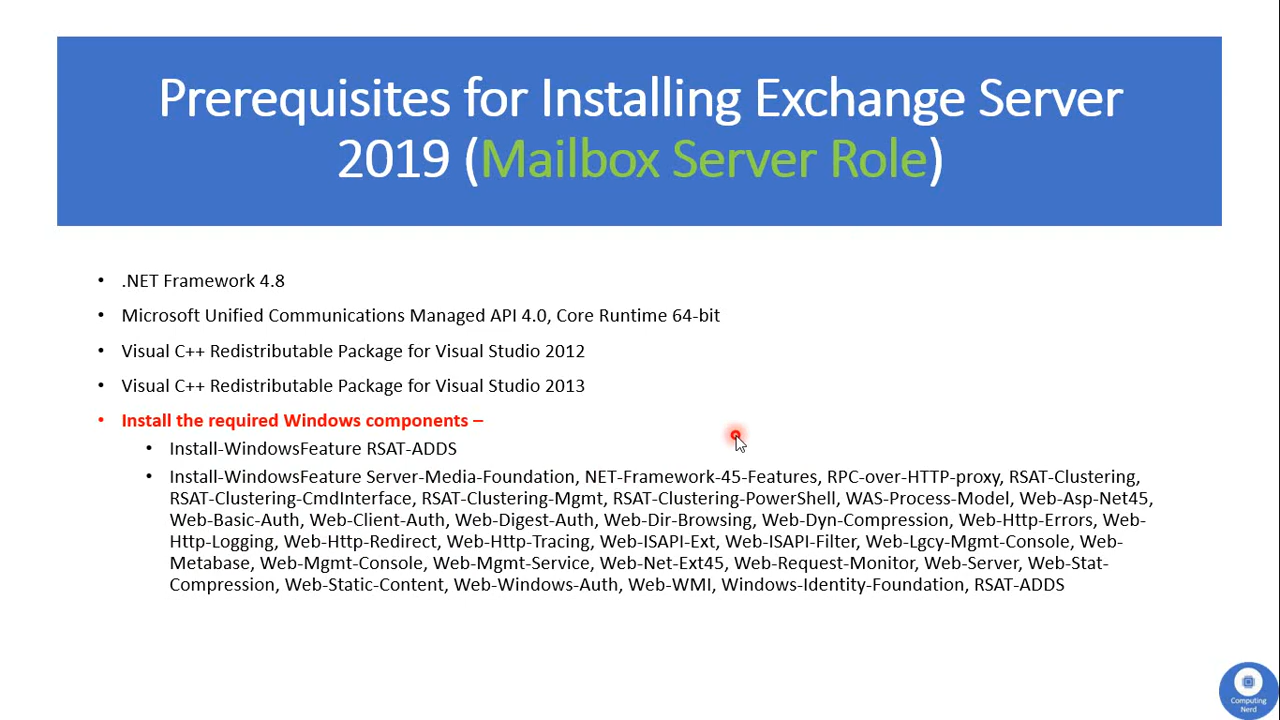 Prerequisites for Installing Exchange Server
2019 (Mailbox Server Role)
• .NET Framework 4.8
• Microsoft Unified Communications Managed API 4.0, Core Runtime 64-bit
• Visual C++ Redistributable Package for Visual Studio 2012
• Visual C++ Redistributable Package for Visual Studio 2013
• Install the required Windows components –
• Install-WindowsFeature RSAT-ADDS
• Install-WindowsFeature Server-Media-Foundation, NET-Framework-45-Features, RPC-over-HTTP-proxy, RSAT-Clustering,
RSAT-Clustering-CmdInterface, RSAT-Clustering-Mgmt, RSAT-Clustering-PowerShell, WAS-Process-Model, Web-Asp-Net45,
Web-Basic-Auth, Web-Client-Auth, Web-Digest-Auth, Web-Dir-Browsing, Web-Dyn-Compression, Web-Http-Errors, Web-
Http-Logging, Web-Http-Redirect, Web-Http-Tracing, Web-ISAPI-Ext, Web-ISAPI-Filter, Web-Lgcy-Mgmt-Console, Web-
Metabase, Web-Mgmt-Console, Web-Mgmt-Service, Web-Net-Ext45, Web-Request-Monitor, Web-Server, Web-Stat-
Compression, Web-Static-Content, Web-Windows-Auth, Web-WMI, Windows-Identity-Foundation, RSAT-ADDS
Computing
Nerd